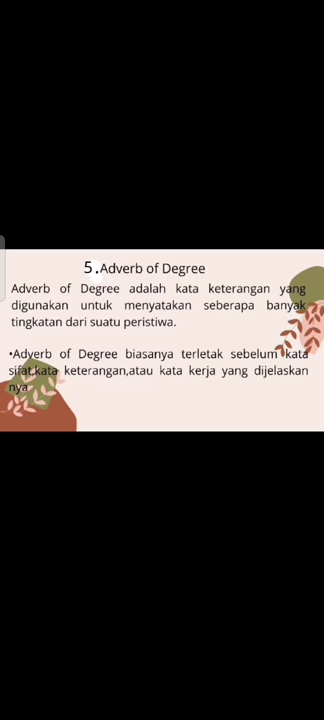 5.Adverb of Degree
Adverb of Degree adalah kata keterangan yang
digunakan untuk menyatakan seberapa banyak
tingkatan dari suatu peristiwa.
•Adverb of Degree biasanya terletak sebelum kata
sifat,kata keterangan,atau kata kerja yang dijelaskan
nya